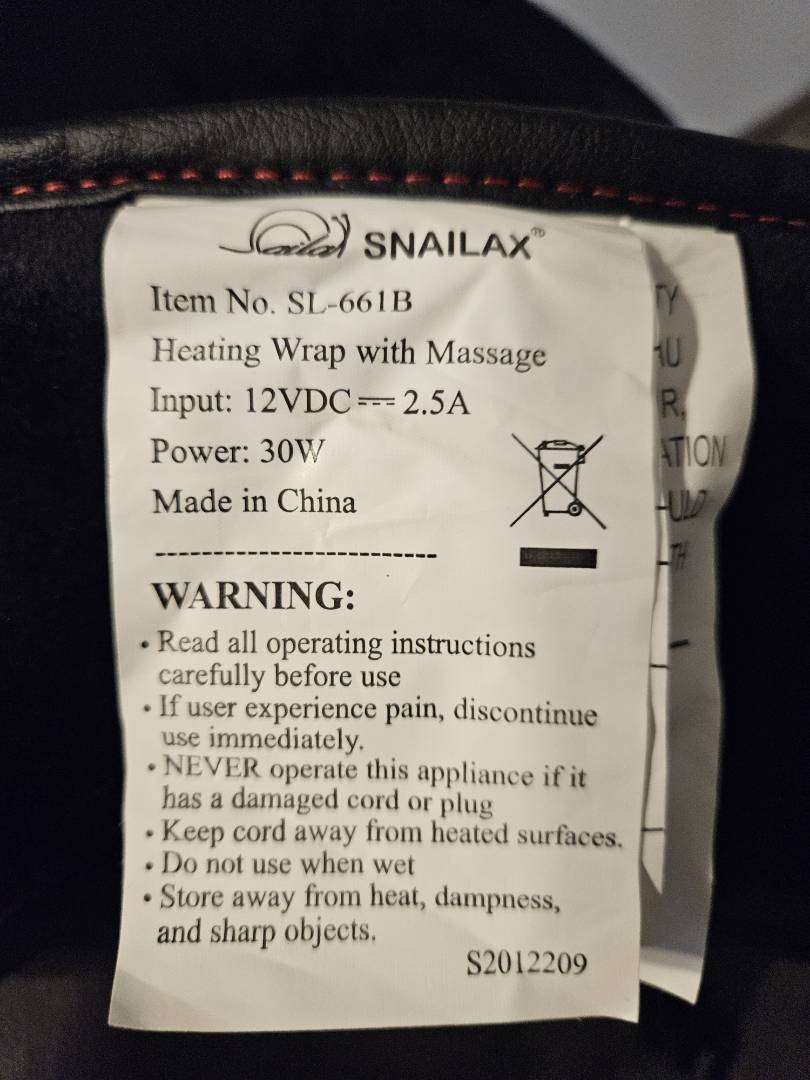 SNAILAX®
Item No. SL-661B
Heating Wrap with Massage
Input: 12VDC⎓2.5A
Power: 30W
Made in China
------------------------
WARNING:
• Read all operating instructions
carefully before use
• If user experience pain, discontinue
use immediately.
• NEVER operate this appliance if it
has a damaged cord or plug
• Keep cord away from heated surfaces.
• Do not use when wet
• Store away from heat, dampness,
and sharp objects.
S2012209